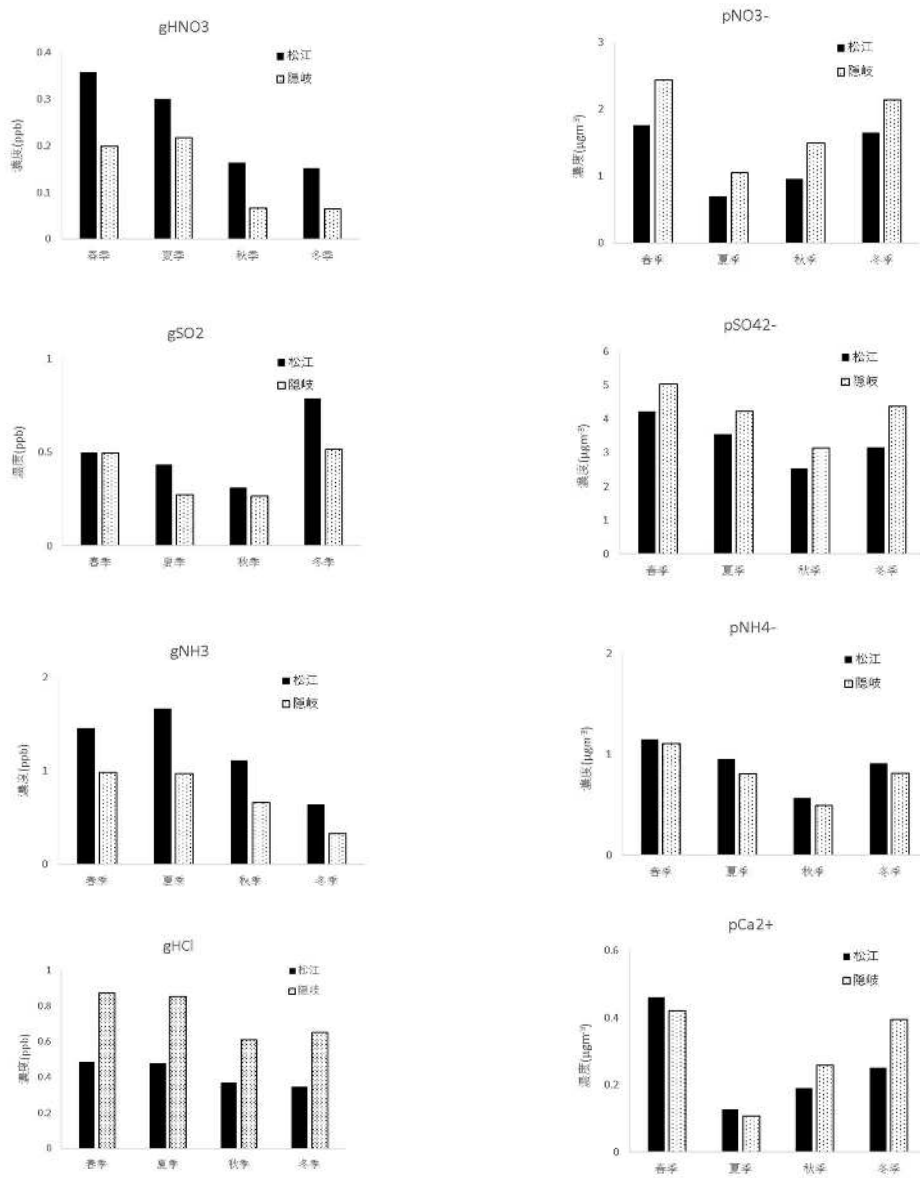 gHNO3
0.4
0.3
0.2
0.1
0
濃度(ppb)
松江
隠岐
春季
夏季
秋季
冬季
pNO3-
3
2
1
0
濃度(μgm⁻³)
松江
隠岐
春季
夏季
秋季
冬季
gSO2
1
0.5
0
濃度(ppb)
松江
隠岐
春季
夏季
秋季
冬季
pSO42-
6
5
4
3
2
1
0
濃度(μgm⁻³)
松江
隠岐
春季
夏季
秋季
冬季
gNH3
2
1
0
濃度(ppb)
松江
隠岐
春季
夏季
秋季
冬季
pNH4-
2
1
0
濃度(μgm⁻³)
松江
隠岐
春季
夏季
秋季
冬季
gHCl
1
0.8
0.6
0.4
0.2
0
濃度(ppb)
松江
隠岐
春季
夏季
秋季
冬季
pCa2+
0.6
0.4
0.2
0
濃度(μgm⁻³)
松江
隠岐
春季
夏季
秋季
冬季